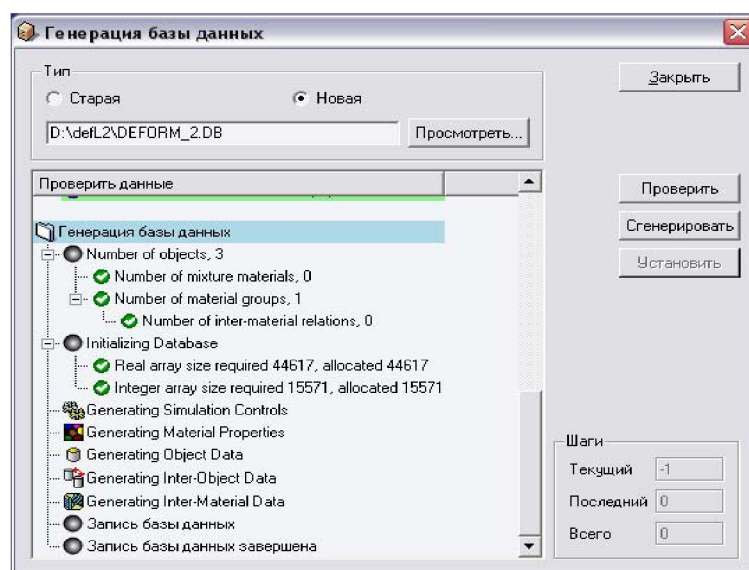 Генерация базы данных
Тип
Старая
Новая
D:\defL2\DEFORM_2.DB
Просмотреть...
Закрыть
Проверить данные
Проверить
Сгенерировать
Установить
Генерация базы данных
Number of objects, 3
Number of mixture materials, 0
Number of material groups, 1
Number of inter-material relations, 0
Initializing Database
Real array size required 44617, allocated 44617
Integer array size required 15571, allocated 15571
Generating Simulation Controls
Generating Material Properties
Generating Object Data
Generating Inter-Object Data
Generating Inter-Material Data
Запись базы данных
Запись базы данных завершена
Шаги
Текущий -1
Последний 0
Всего 0